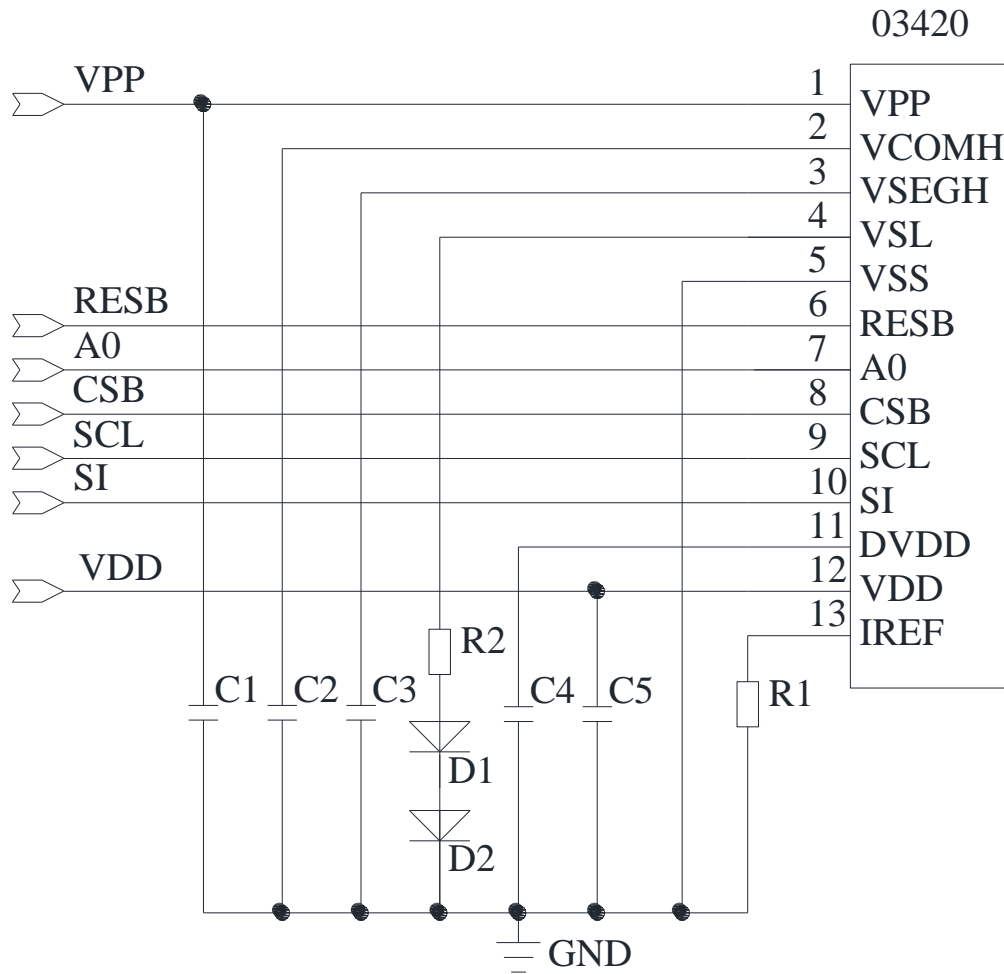 03420
VPP
1
VPP
2
VCOMH
3
VSEGH
4
VSL
5
VSS
RESB
6
RESB
A0
7
A0
CSB
8
CSB
SCL
9
SCL
SI
10
SI
11
DVDD
VDD
12
VDD
13
IREF
R2
C1
C2
C3
C4
C5
R1
D1
D2
GND